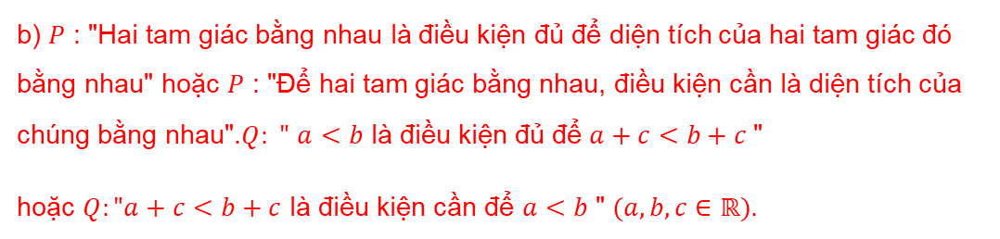 b) 𝑃 : "Hai tam giác bằng nhau là điều kiện đủ để diện tích của hai tam giác đó
bằng nhau" hoặc 𝑃 : "Để hai tam giác bằng nhau, điều kiện cần là diện tích của
chúng bằng nhau".𝑄: " 𝑎 < 𝑏 là điều kiện đủ để 𝑎 + 𝑐 < 𝑏 + 𝑐 "
hoặc 𝑄:"𝑎 + 𝑐 < 𝑏 + 𝑐 là điều kiện cần để 𝑎 < 𝑏 " (𝑎, 𝑏, 𝑐 ∈ ℝ).